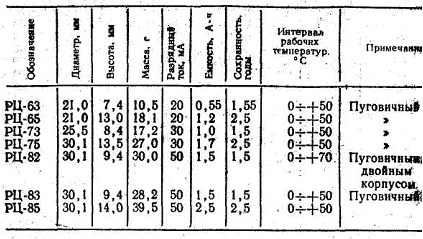 Обозначение Диаметр, мм Высота, мм Масса, г Разрядный ток, мА Емкость, А·ч Сохранность, годы Интервал рабочих температур, °С Примечани
РЦ-63 21,0 7,4 10,5 20 0,55 1,55 0÷+50 Пуговичный
РЦ-65 21,0 13,0 18,1 20 1,2 2,5 0÷+50 »
РЦ-73 25,5 8,4 17,2 30 1,0 1,5 0÷+50 »
РЦ-75 30,1 13,5 27,0 30 1,7 2,5 0÷+50 »
РЦ-82 30,1 9,4 30,0 50 1,5 1,5 0÷+70 Пуговичный
двойным
корпусом
РЦ-83 30,1 9,4 28,2 50 1,5 1,5 0÷+50 Пуговичный
РЦ-85 30,1 14,0 39,5 50 2,5 2,5 0÷+50 »